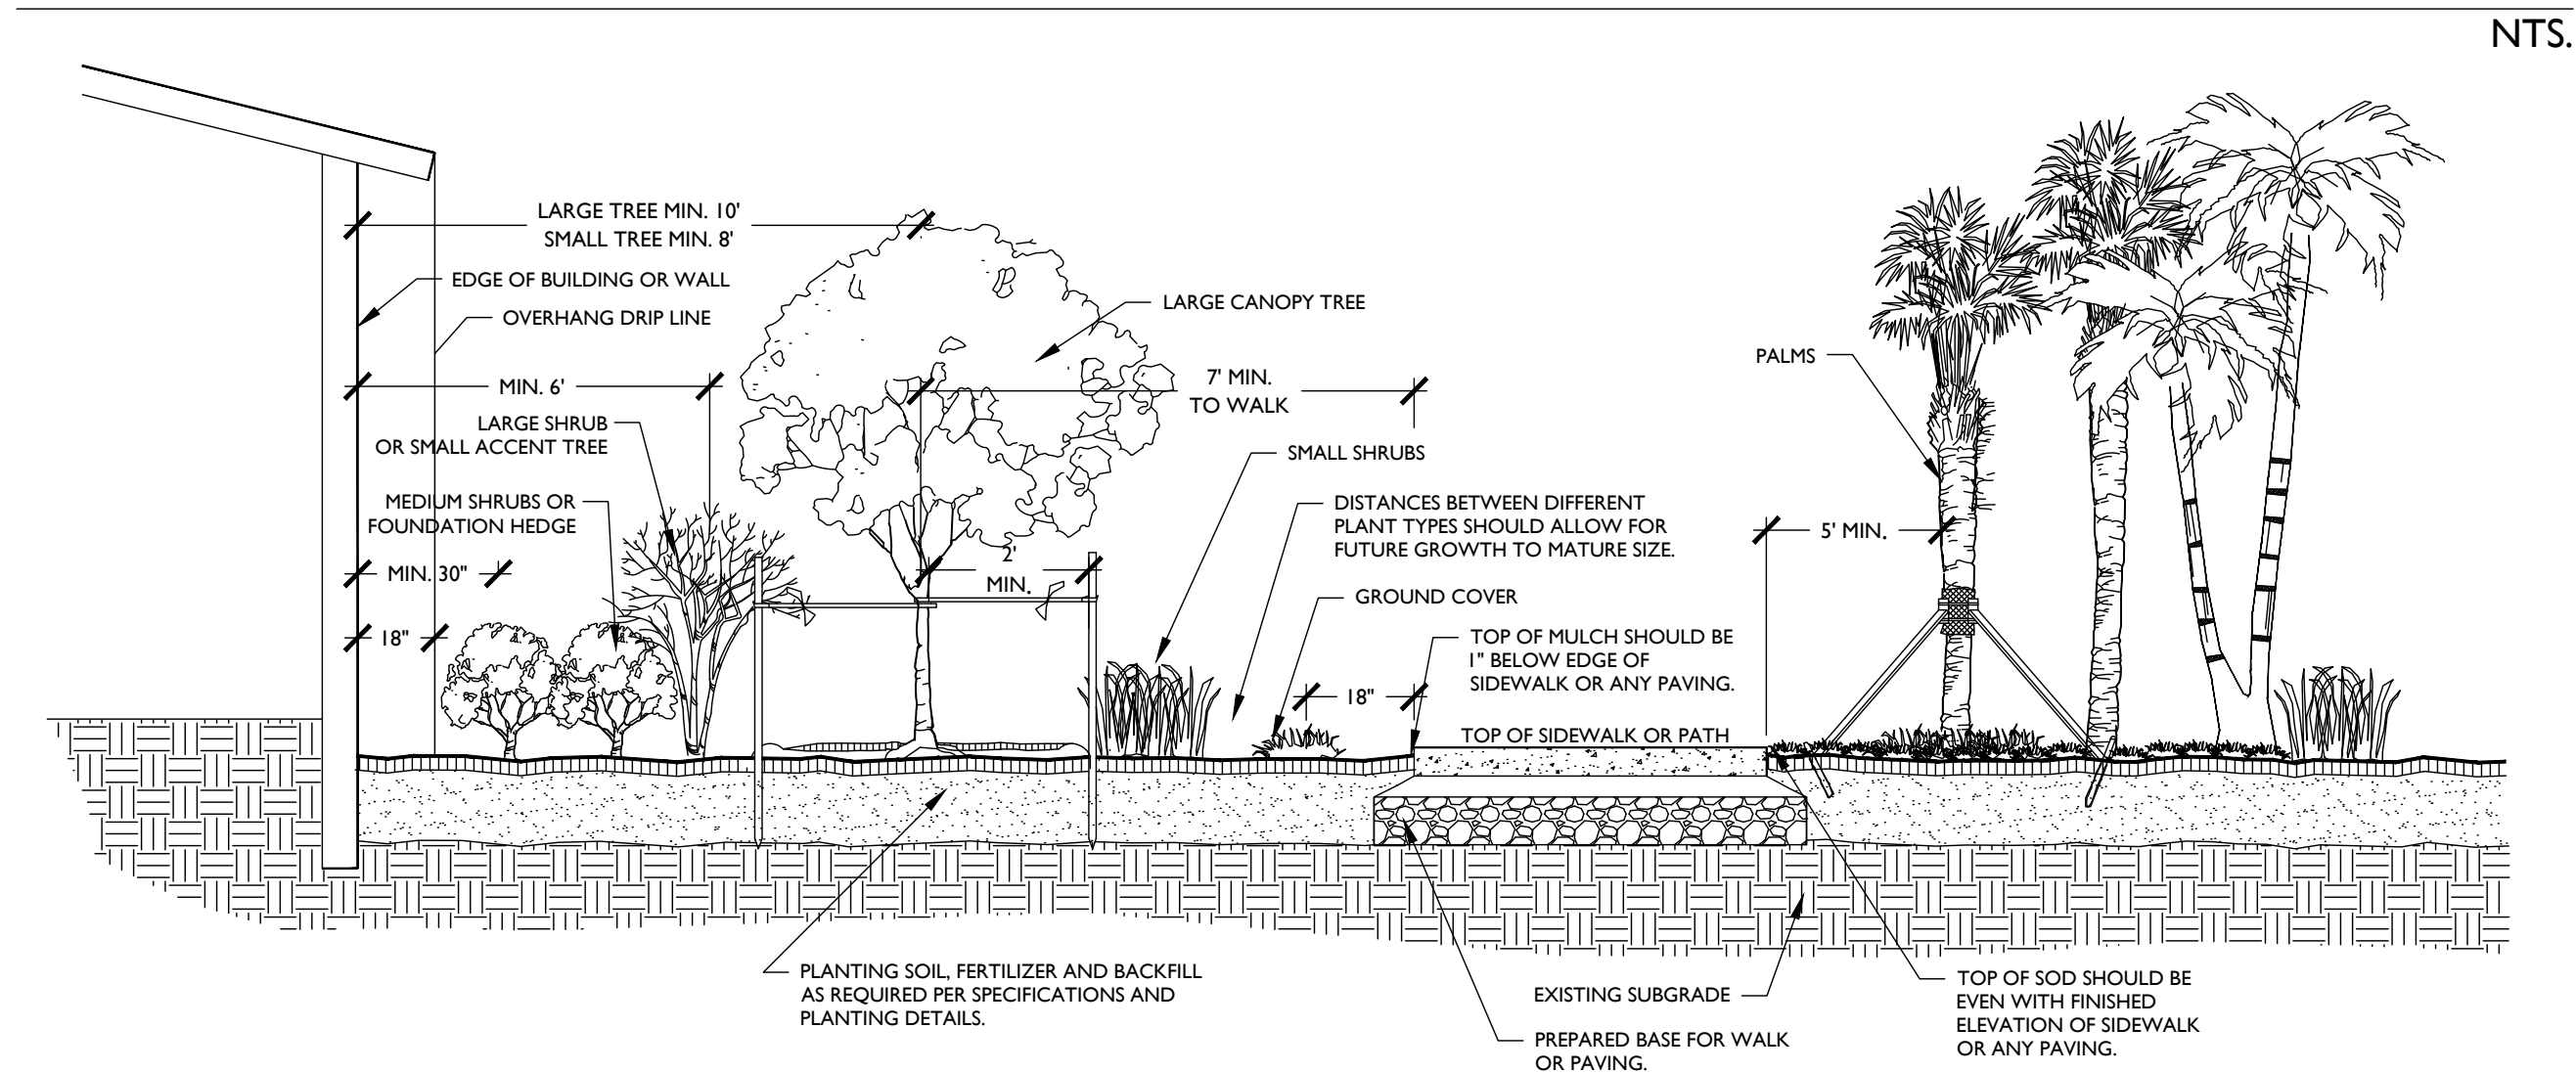 NTS.
LARGE TREE MIN. 10'
SMALL TREE MIN. 8'
EDGE OF BUILDING OR WALL
OVERHANG DRIP LINE
LARGE CANOPY TREE
MIN. 6'
7' MIN.
TO WALK
PALMS
LARGE SHRUB
OR SMALL ACCENT TREE
SMALL SHRUBS
MEDIUM SHRUBS OR
FOUNDATION HEDGE
DISTANCES BETWEEN DIFFERENT
PLANT TYPES SHOULD ALLOW FOR
FUTURE GROWTH TO MATURE SIZE.
5' MIN.
MIN. 30"
2'
MIN.
GROUND COVER
18"
TOP OF MULCH SHOULD BE
1" BELOW EDGE OF
SIDEWALK OR ANY PAVING.
18"
TOP OF SIDEWALK OR PATH
PLANTING SOIL, FERTILIZER AND BACKFILL
AS REQUIRED PER SPECIFICATIONS AND
PLANTING DETAILS.
EXISTING SUBGRADE
PREPARED BASE FOR WALK
OR PAVING.
TOP OF SOD SHOULD BE
EVEN WITH FINISHED
ELEVATION OF SIDEWALK
OR ANY PAVING.